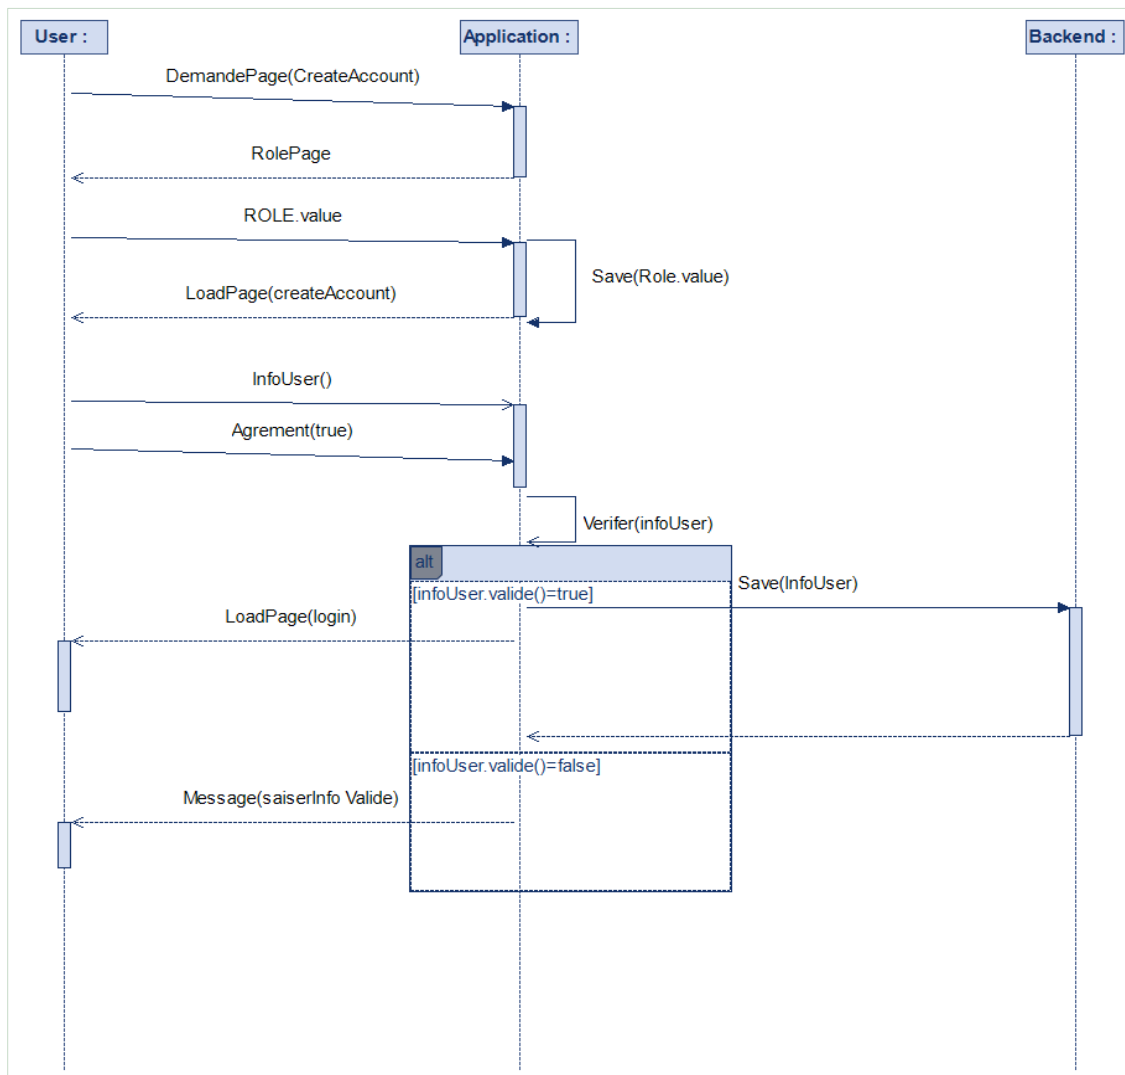 User :
Application :
Backend :
DemandePage(CreateAccount)
RolePage
ROLE.value
Save(Role.value)
LoadPage(createAccount)
InfoUser()
Agrement(true)
Verifer(infoUser)
alt
[infoUser.valide()=true]
Save(InfoUser)
LoadPage(login)
[infoUser.valide()=false]
Message(saiserInfo Valide)